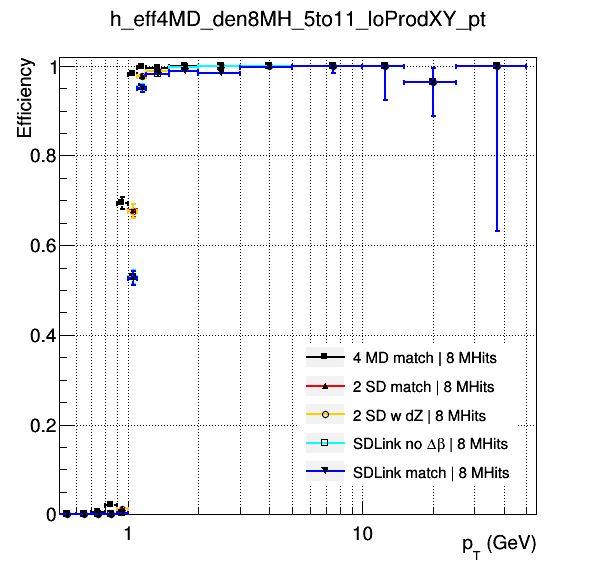 h_eff4MD_den8MH_5to11_loProdXY_pt
Efficiency
1
0.8
0.6
0.4
0.2
0
4 MD match | 8 MHits
2 SD match | 8 MHits
2 SD w dZ | 8 MHits
SDLink no Δβ | 8 MHits
SDLink match | 8 MHits
1
10
p_T (GeV)